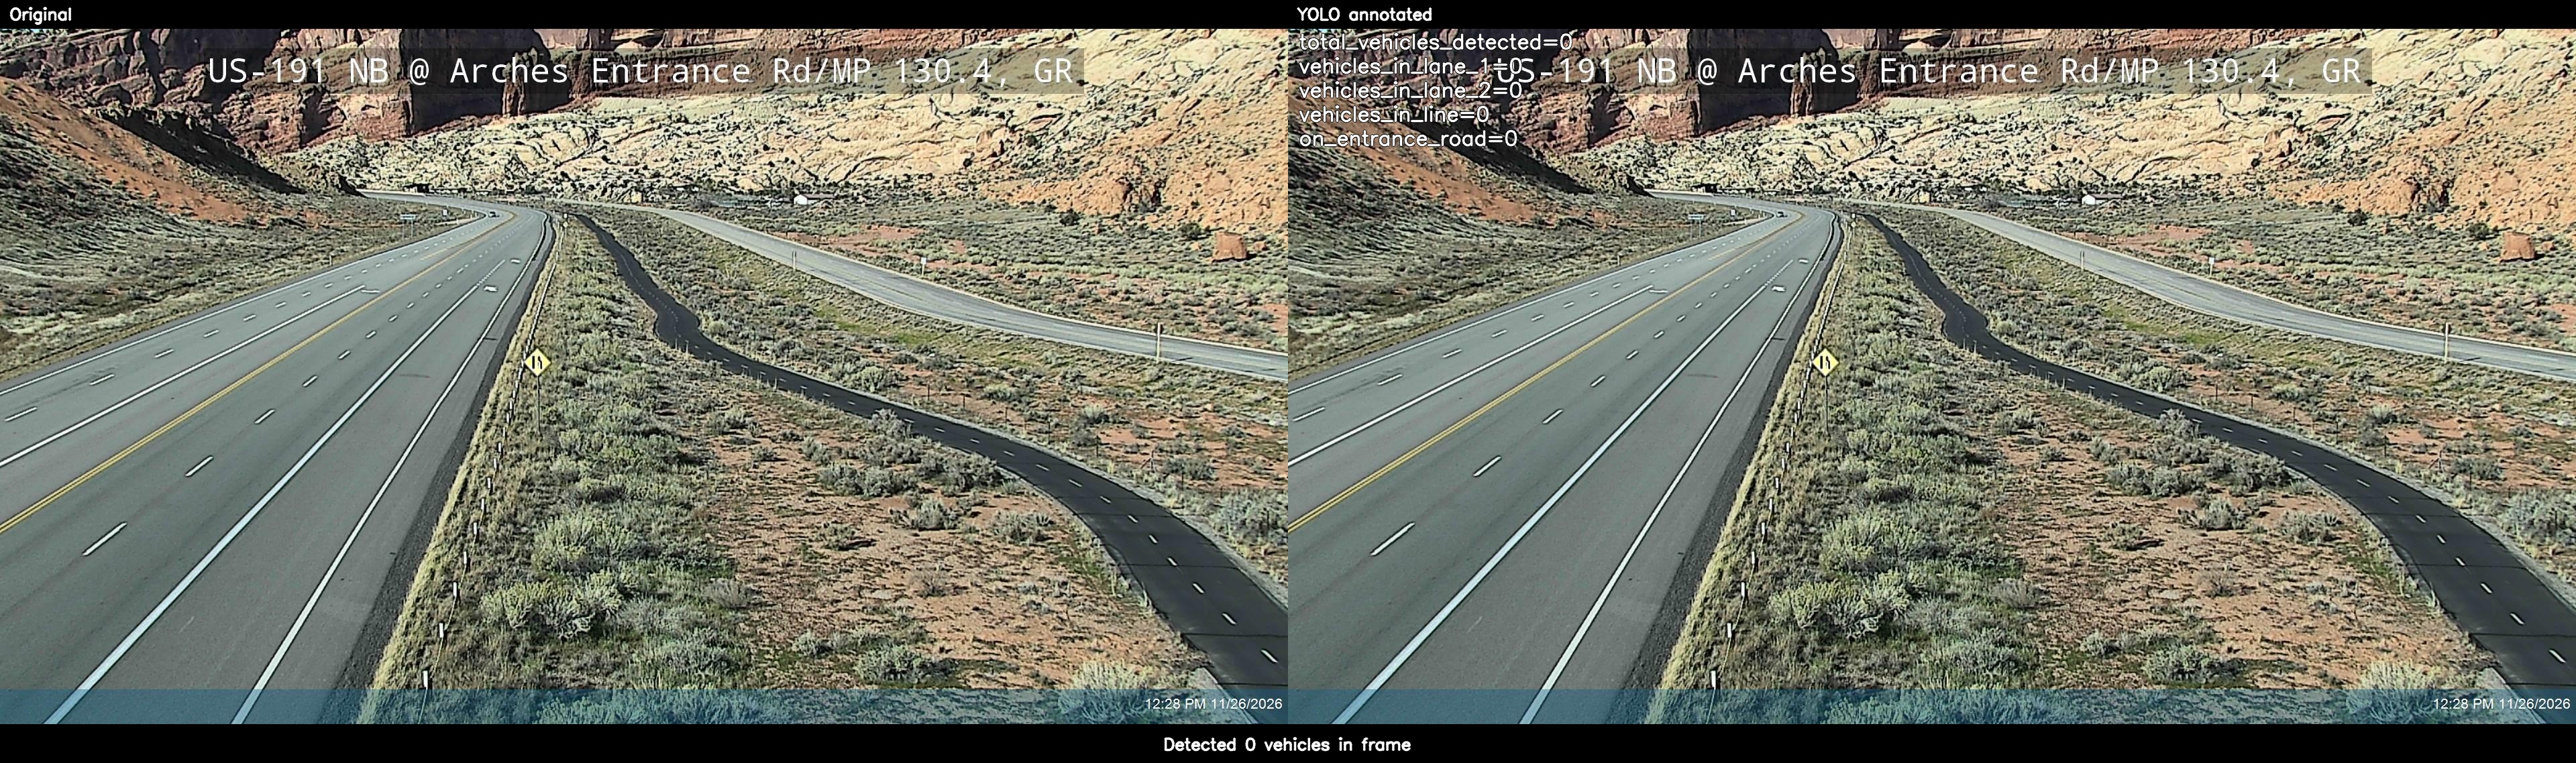 Original
US-191 NB @ Arches Entrance Rd/MP 130.4, GR
12:28 PM 11/26/2026
YOLO annotated
total_vehicles_detected=0
vehicles_in_lane_1=0
US-191 NB @ Arches Entrance Rd/MP 130.4, GR
vehicles_in_lane_2=0
vehicles_in_line=0
on_entrance_road=0
12:28 PM 11/26/2026
Detected 0 vehicles in frame